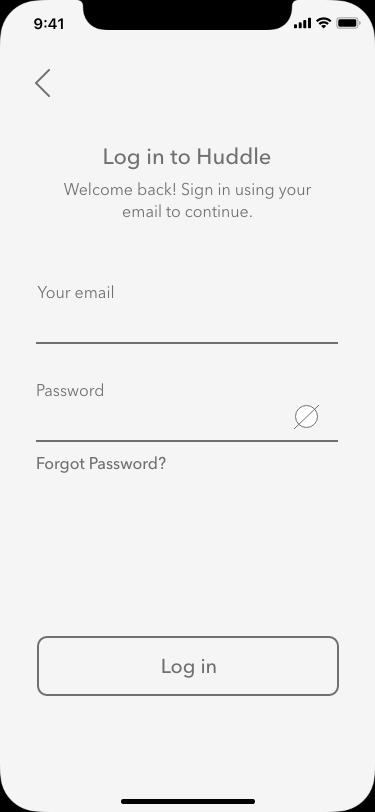 9:41
Log in to Huddle
Welcome back! Sign in using your
email to continue.
Your email
Password
Forgot Password?
Log in